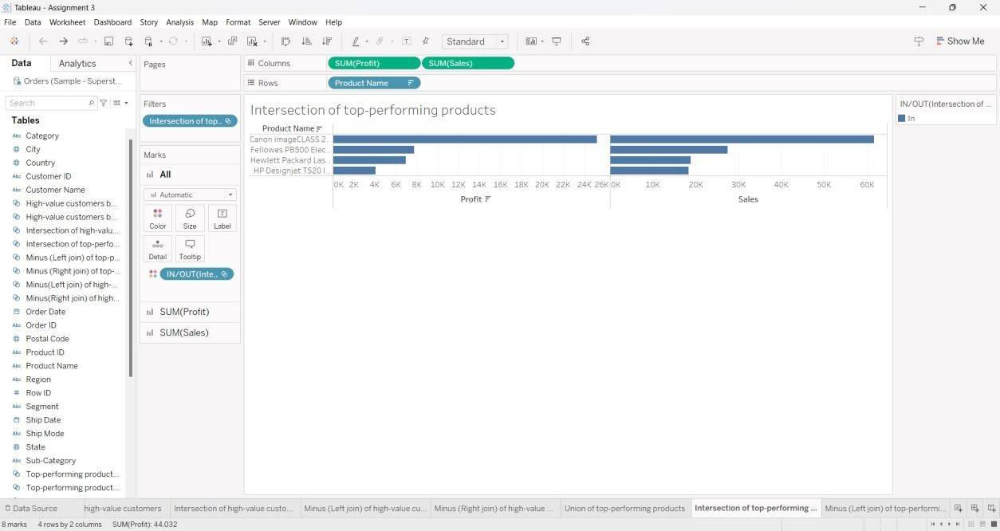 Tableau - Assignment 3
File Data Worksheet Dashboard Story Analysis Map Format Server Window Help
Standard
Show Me
Data Analytics
Orders (Sample - Superst...
Search
Tables
Abc Category
City
Country
Abc Customer ID
Abc Customer Name
High-value customers b...
High-value customers b...
Intersection of high-valu...
Intersection of top-perfo...
Minus (Left join) of top-p...
Minus (Right join) of top-...
Minus(Left join) of high-...
Minus(Right join) of high...
Order Date
Abc Order ID
Postal Code
Abc Product ID
Abc Product Name
Abc Region
# Row ID
Abc Segment
Ship Date
Abc Ship Mode
State
Abc Sub-Category
Top-performing product...
Top-performing product...
Pages
Filters
Intersection of top..
Marks
All
Automatic
Color Size Label
Detail Tooltip
IN/OUT(Inte..
SUM(Profit)
SUM(Sales)
Columns SUM(Profit) SUM(Sales)
Rows Product Name
Intersection of top-performing products
Product Name
Canon imageCLASS 2..
Fellowes PB500 Elec..
Hewlett Packard Las..
HP Designjet T520 I..
0K 2K 4K 6K 8K 10K 12K 14K 16K 18K 20K 22K 24K 26K 0K 10K 20K 30K 40K 50K 60K
Profit Sales
IN/OUT(Intersection of ...
In
Data Source high-value customers Intersection of high-value custo... Minus (Left join) of high-value cu... Minus (Right join) of high-value ... Union of top-performing products Intersection of top-performing ... Minus (Left join) of top-performi...
8 marks 4 rows by 2 columns SUM(Profit): 44.032